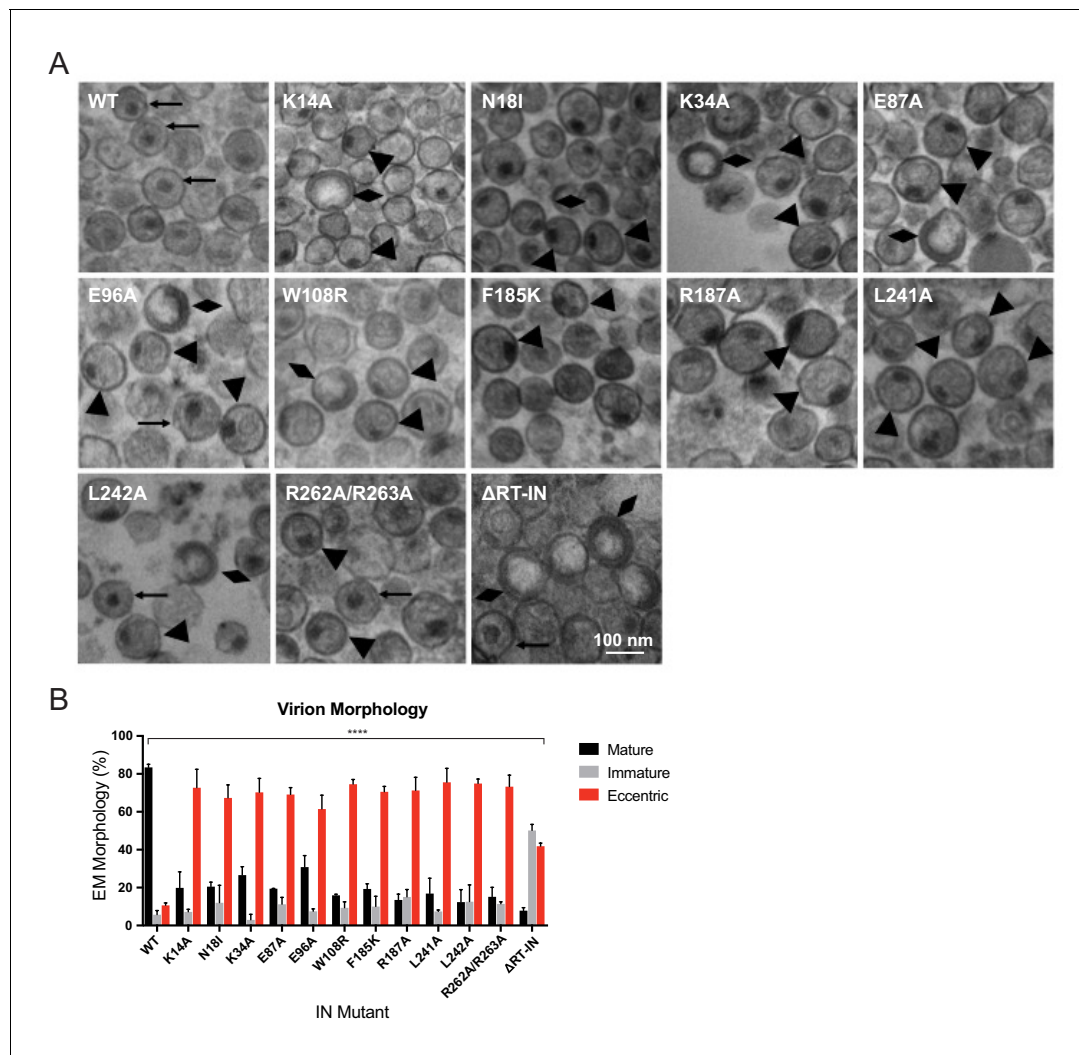 A
WT
K14A
N18I
K34A
E87A
E96A
W108R
F185K
R187A
L241A
L242A
R262A/R263A
ΔRT-IN
100 nm
B
Virion Morphology
****
100
80
60
40
20
0
EM Morphology (%)
Mature
Immature
Eccentric
WT
K14A
N18I
K34A
E87A
E96A
W108R
F185K
R187A
L241A
L242A
R262A/R263A
ΔRT-IN
IN Mutant